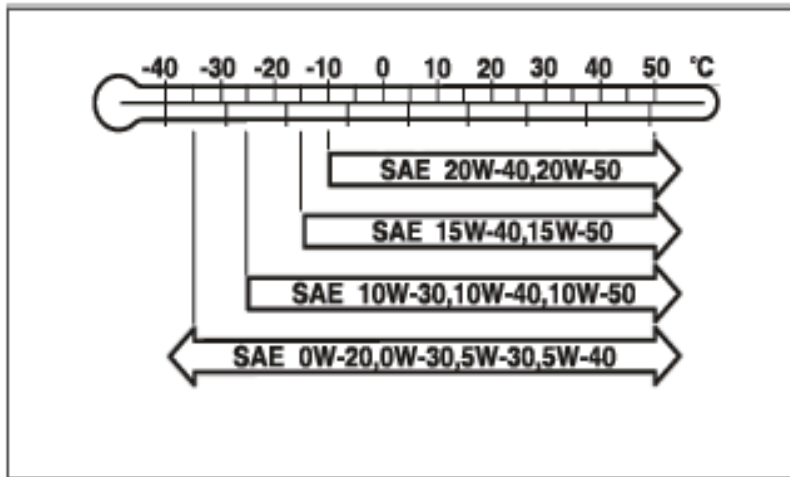 -40 -30 -20 -10 0 10 20 30 40 50 °C
SAE 20W-40,20W-50
SAE 15W-40,15W-50
SAE 10W-30,10W-40,10W-50
SAE 0W-20,0W-30,5W-30,5W-40